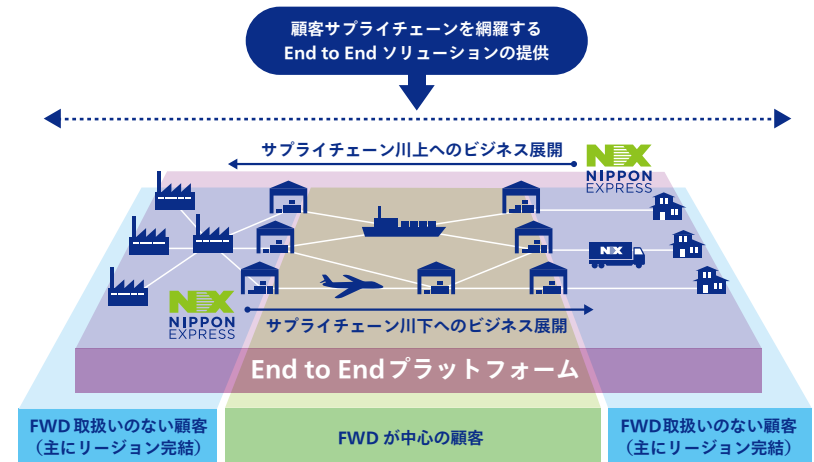 顧客サプライチェーンを網羅する
End to End ソリューションの提供
サプライチェーン川上へのビジネス展開
NX
NIPPON
EXPRESS
NX
NX
NIPPON
EXPRESS
サプライチェーン川下へのビジネス展開
End to Endプラットフォーム
FWD取扱いのない顧客
（主にリージョン完結）
FWD が中心の顧客
FWD取扱いのない顧客
（主にリージョン完結）